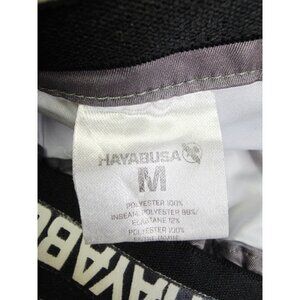 HAYABUSA
M
POLYESTER 100%
INSEAM: POLYESTER 88%/
ELASTANE 12%
POLYESTER 100%
HAYABU